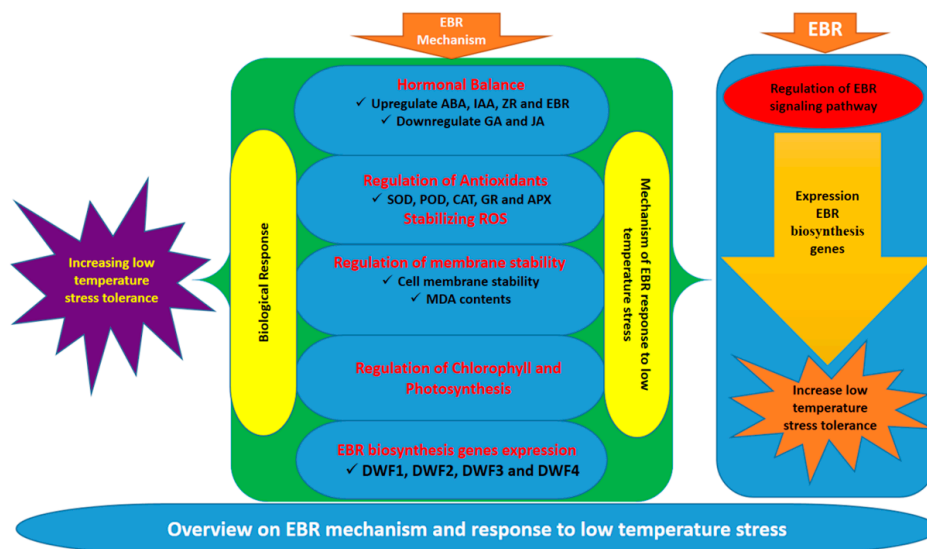 EBR
Mechanism
EBR
Hormonal Balance
✓ Upregulate ABA, IAA, ZR and EBR
✓ Downregulate GA and JA
Regulation of Antioxidants
✓ SOD, POD, CAT, GR and APX
Stabilizing ROS
Regulation of membrane stability
✓ Cell membrane stability
✓ MDA contents
Regulation of Chlorophyll and
Photosynthesis
EBR biosynthesis genes expression
✓ DWF1, DWF2, DWF3 and DWF4
Biological Response
Mechanism of EBR response to low
temperature stress
Increasing low
temperature
stress tolerance
Regulation of EBR
signaling pathway
Expression
EBR
biosynthesis
genes
Increase low
temperature
stress tolerance
Overview on EBR mechanism and response to low temperature stress